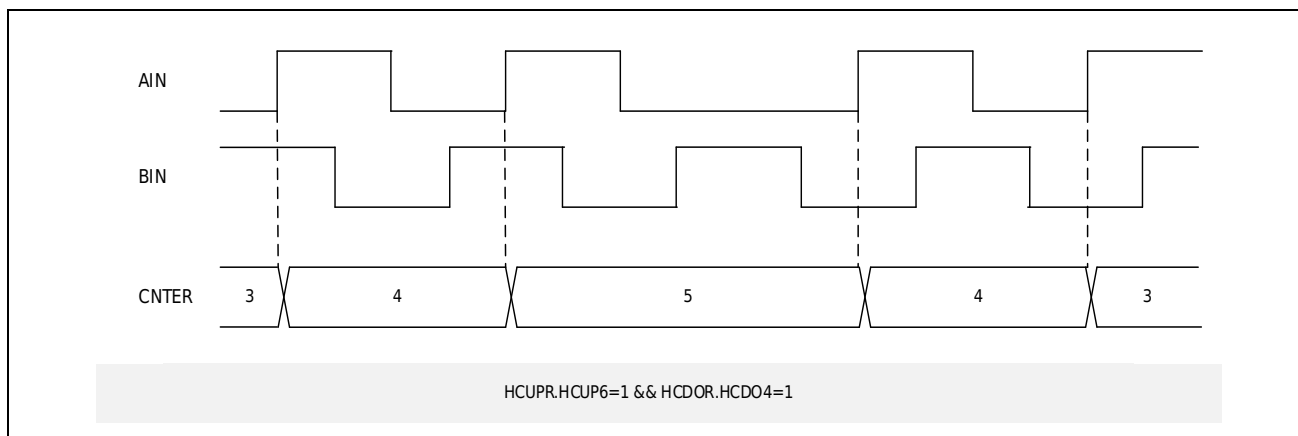 AIN
BIN
CNTER 3 4 5 4 3
HCUPR.HCUP6=1 && HCDOR.HCDO4=1